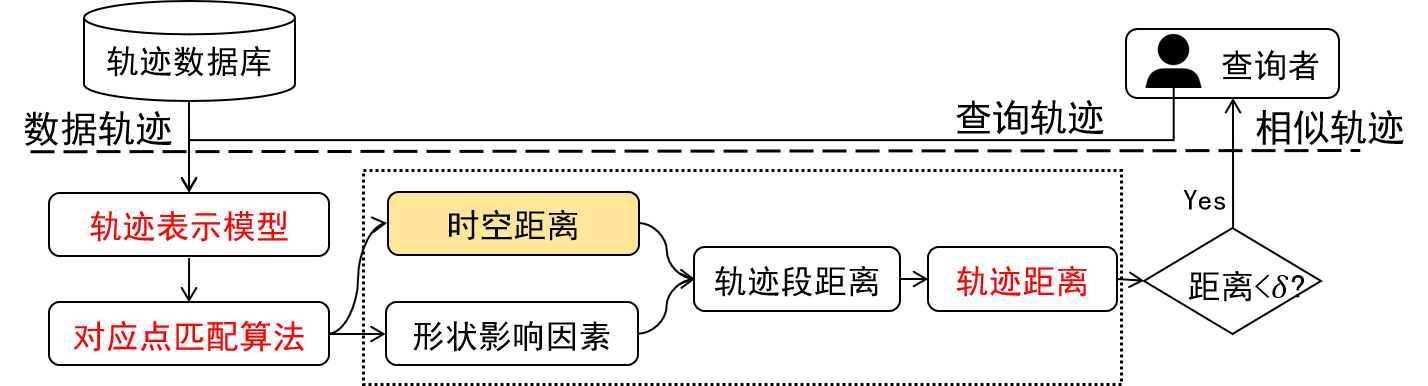 轨迹数据库
查询者
数据轨迹
查询轨迹
相似轨迹
轨迹表示模型
时空距离
Yes
轨迹段距离
轨迹距离
距离<δ?
对应点匹配算法
形状影响因素